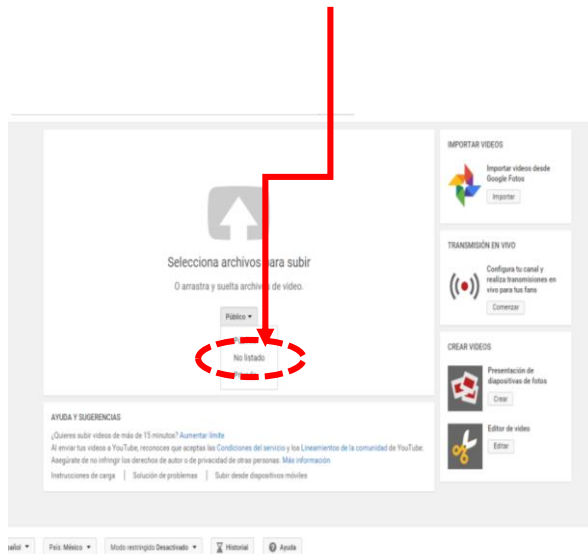 IMPORTAR VIDEOS
Importar videos desde
Google Fotos
Importar
Selecciona archivos para subir
O arrastra y suelta archivos de video.
Público
No listado
TRANSMISIÓN EN VIVO
Configura tu canal y
realiza transmisiones en
vivo para tus fans
Comenzar
CREAR VIDEOS
Presentación de
diapositivas de fotos
Crear
Editor de video
Editar
AYUDA Y SUGERENCIAS
¿Quieres subir videos de más de 15 minutos? Aumentar límite
Al enviar tus videos a YouTube, reconoces que aceptas las Condiciones del servicio y los Lineamientos de la comunidad de YouTube.
Asegúrate de no infringir los derechos de autor o de privacidad de otras personas. Más información
Instrucciones de carga | Solución de problemas | Subir desde dispositivos móviles
País: México Modo restringido Desactivado Historial Ayuda